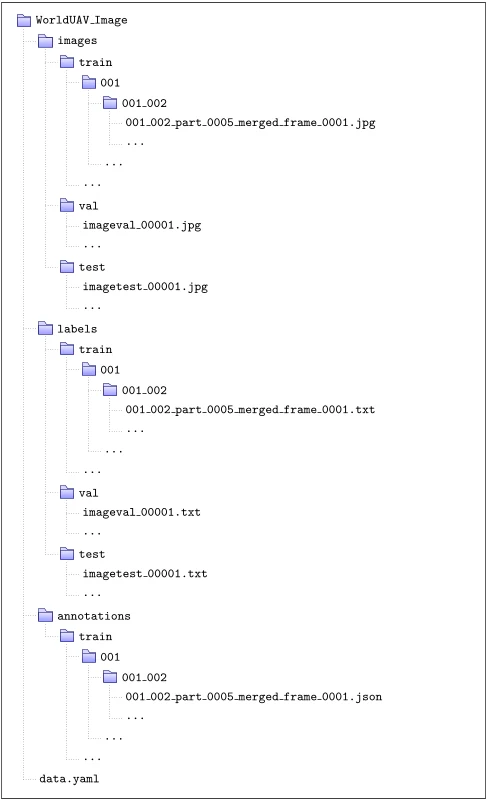 WorldUAV_Image
images
train
001
001_002
001_002_part_0005_merged_frame_0001.jpg
...
...
...
val
imageval_00001.jpg
...
test
imagetest_00001.jpg
...
labels
train
001
001_002
001_002_part_0005_merged_frame_0001.txt
...
...
...
val
imageval_00001.txt
...
test
imagetest_00001.txt
...
annotations
train
001
001_002
001_002_part_0005_merged_frame_0001.json
...
...
...
data.yaml